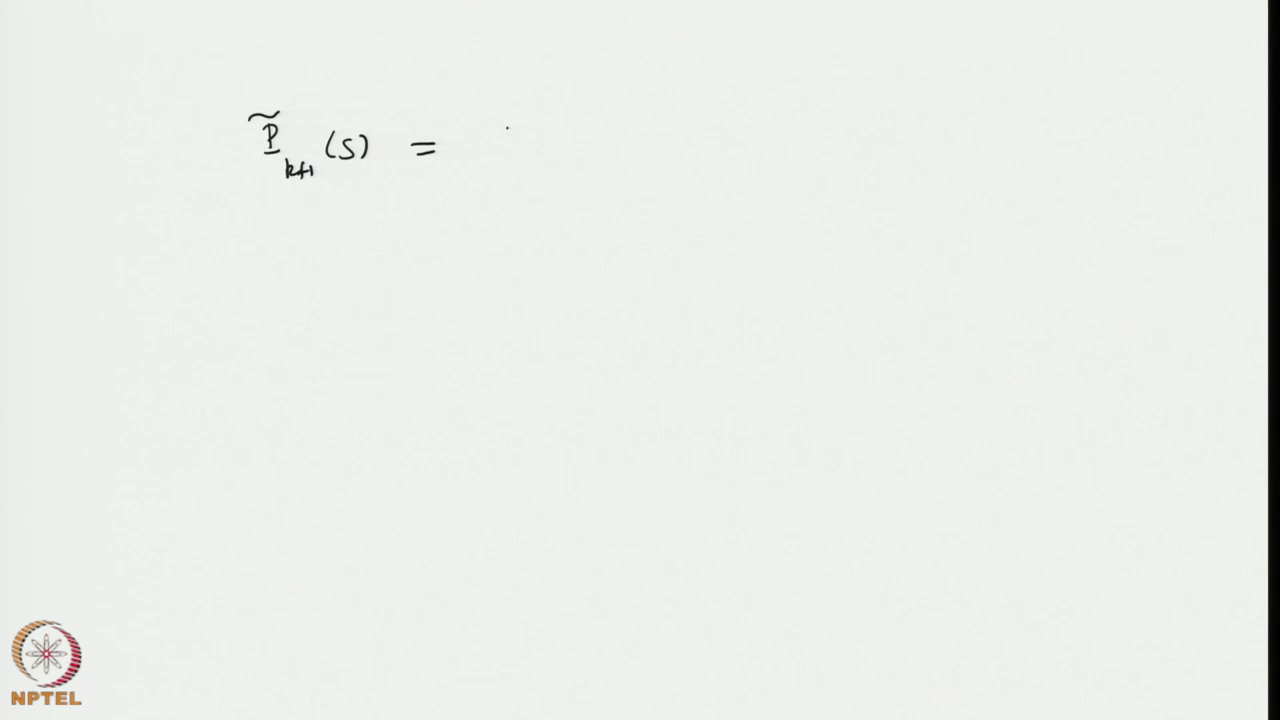 P̃_{k+1} (s) =
NPTEL